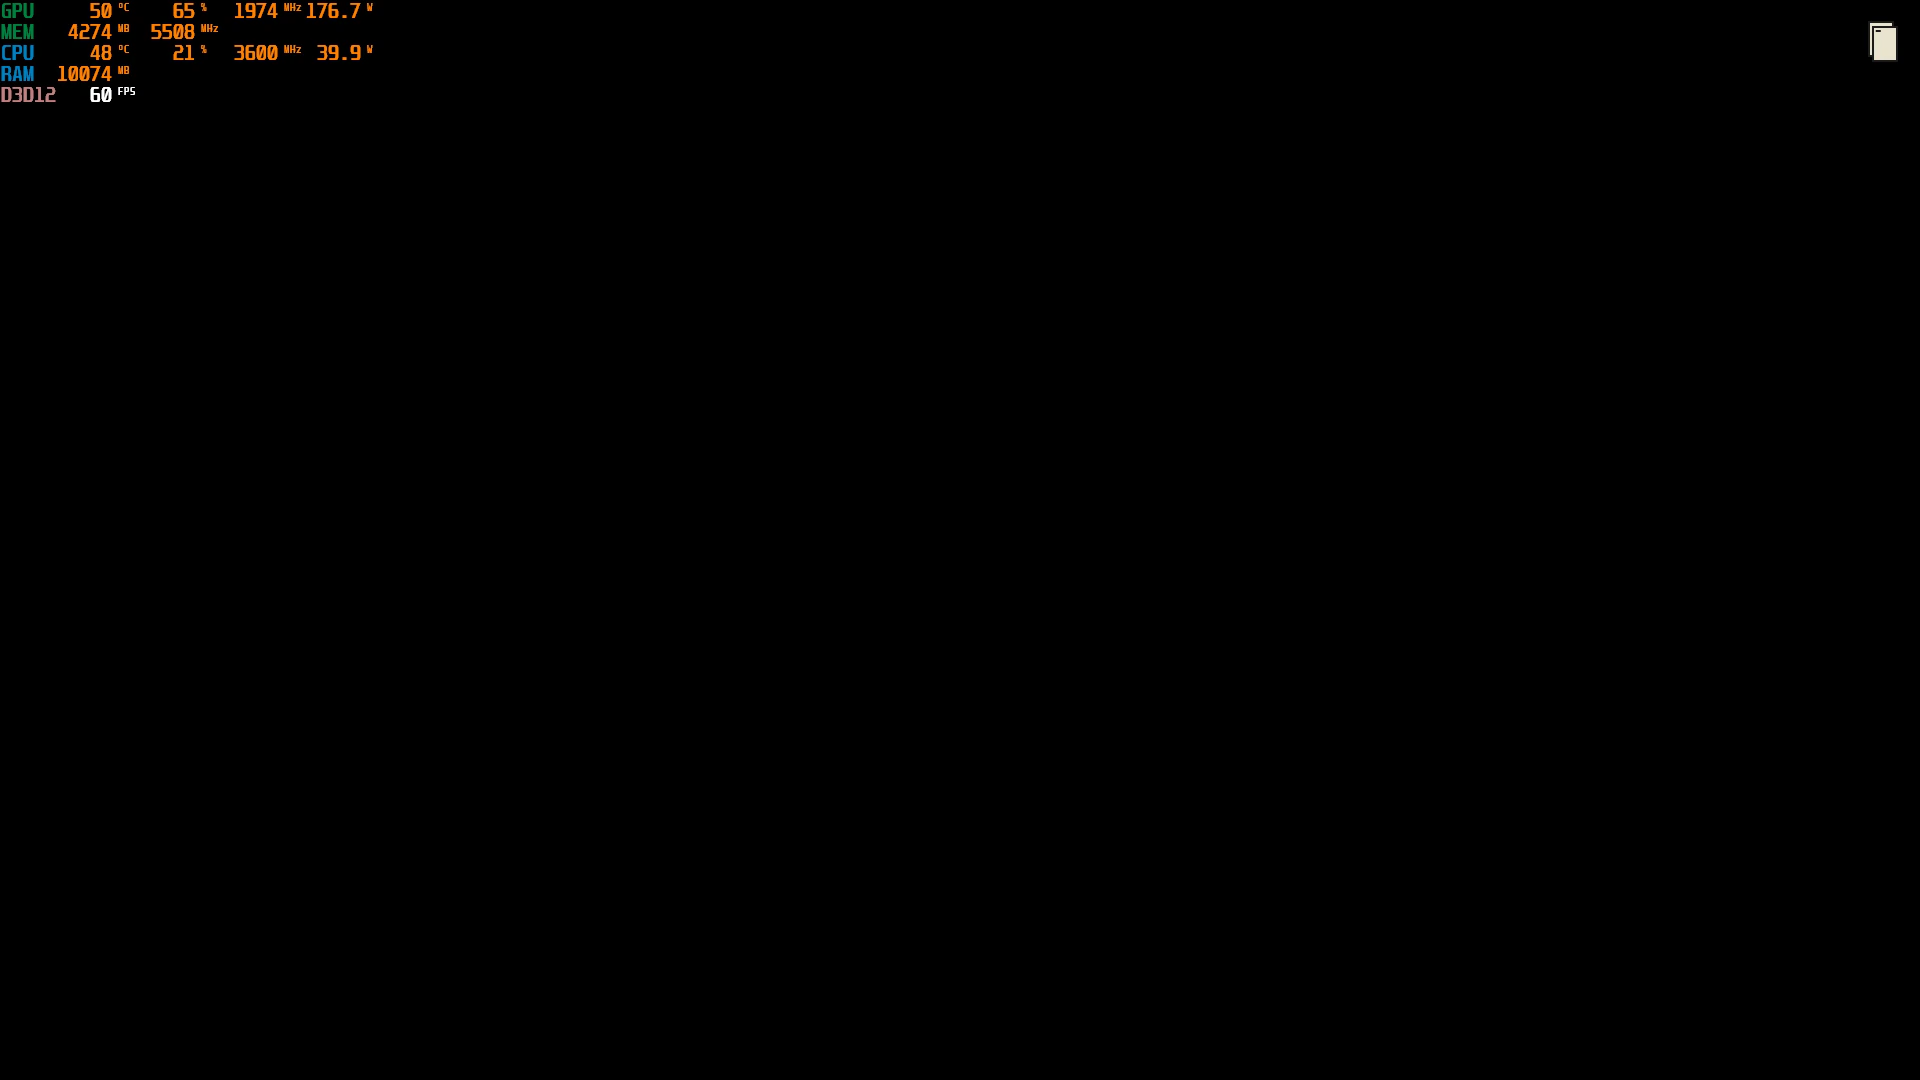 GPU 50 °C 65 % 1974 MHz 176.7 W
MEM 4274 MB 5508 MHz
CPU 48 °C 21 % 3600 MHz 39.9 W
RAM 10074 MB
D3D12 60 FPS